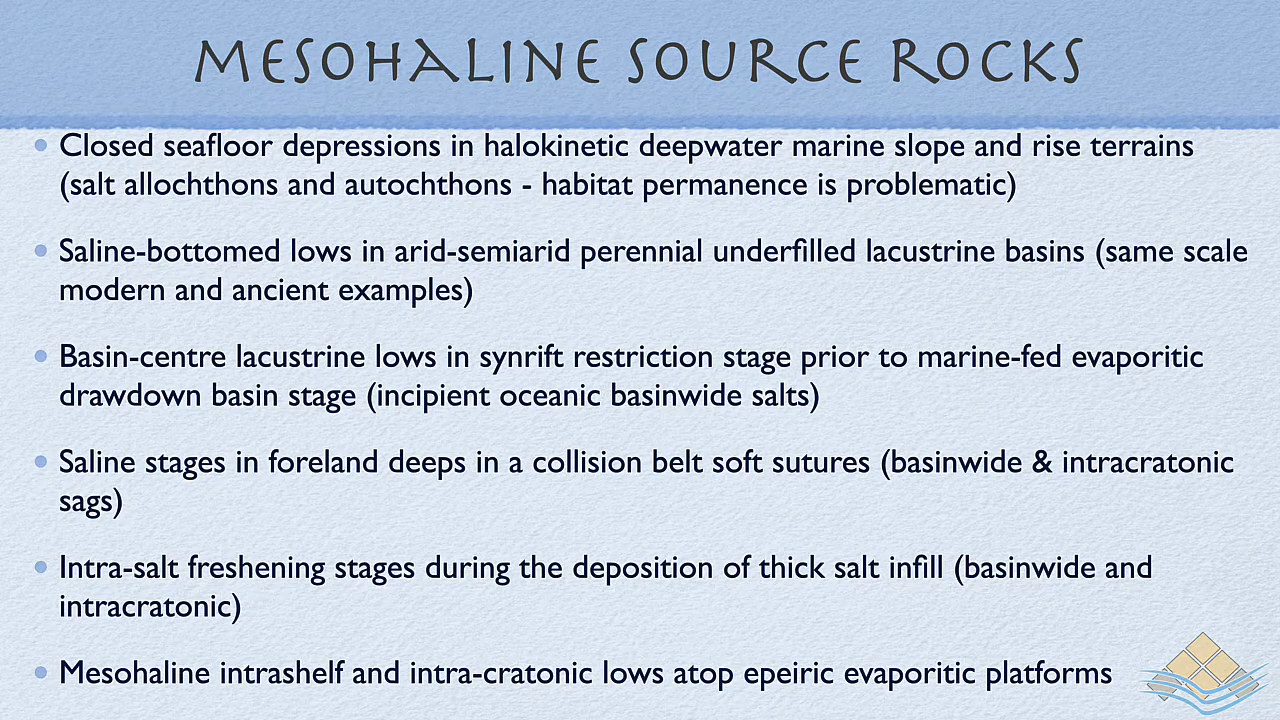 MESOHALINE SOURCE ROCKS
• Closed seafloor depressions in halokinetic deepwater marine slope and rise terrains
(salt allochthons and autochthons - habitat permanence is problematic)
• Saline-bottomed lows in arid-semiarid perennial underfilled lacustrine basins (same scale
modern and ancient examples)
• Basin-centre lacustrine lows in synrift restriction stage prior to marine-fed evaporitic
drawdown basin stage (incipient oceanic basinwide salts)
• Saline stages in foreland deeps in a collision belt soft sutures (basinwide & intracratonic
sags)
• Intra-salt freshening stages during the deposition of thick salt infill (basinwide and
intracratonic)
• Mesohaline intrashelf and intra-cratonic lows atop epeiric evaporitic platforms